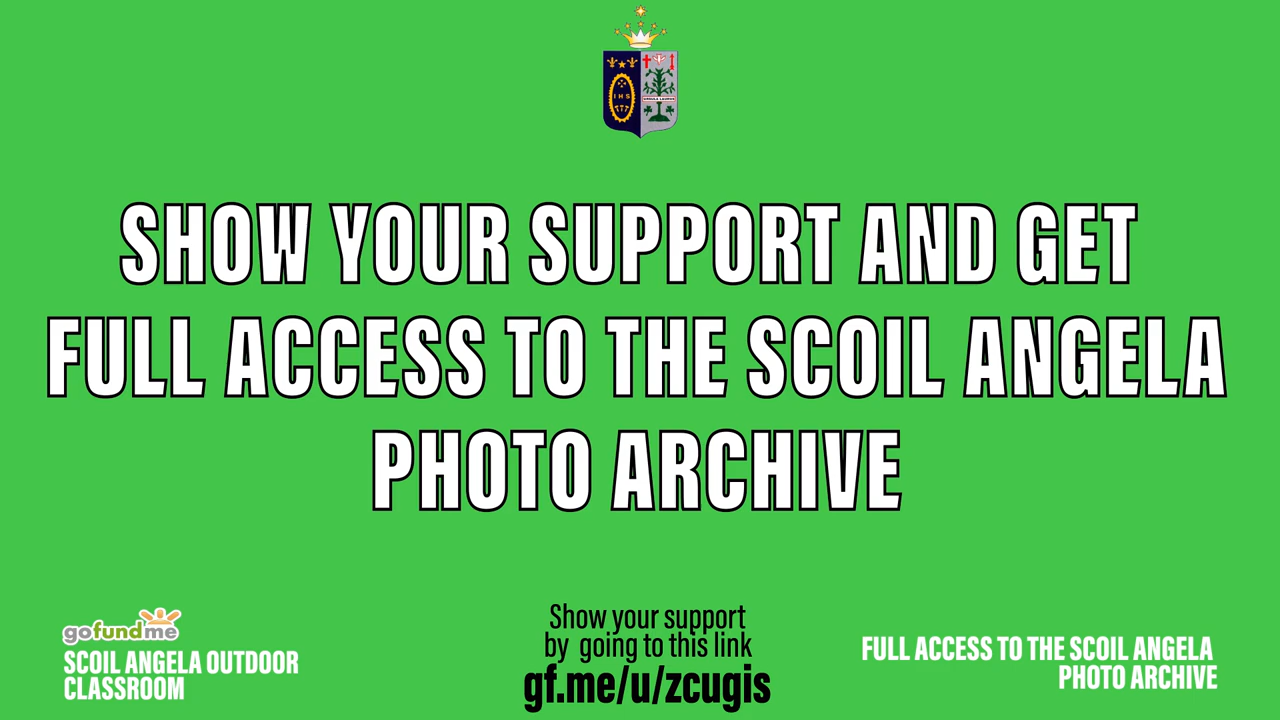 IHS
SHOW YOUR SUPPORT AND GET
FULL ACCESS TO THE SCOIL ANGELA
PHOTO ARCHIVE
gofundme
SCOIL ANGELA OUTDOOR
CLASSROOM
Show your support
by going to this link
gf.me/u/zcugis
FULL ACCESS TO THE SCOIL ANGELA
PHOTO ARCHIVE